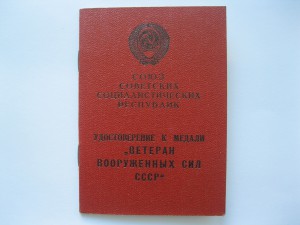 СОЮЗ
СОВЕТСКИХ
СОЦИАЛИСТИЧЕСКИХ
РЕСПУБЛИК
УДОСТОВЕРЕНИЕ К МЕДАЛИ
„ВЕТЕРАН
ВООРУЖЕННЫХ СИЛ
СССР“